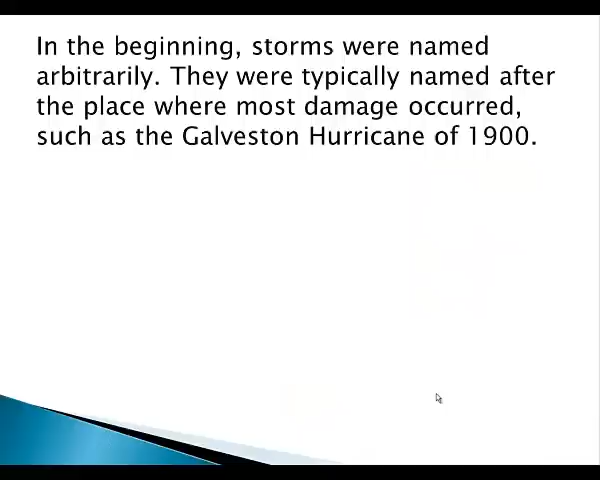 In the beginning, storms were named
arbitrarily. They were typically named after
the place where most damage occurred,
such as the Galveston Hurricane of 1900.